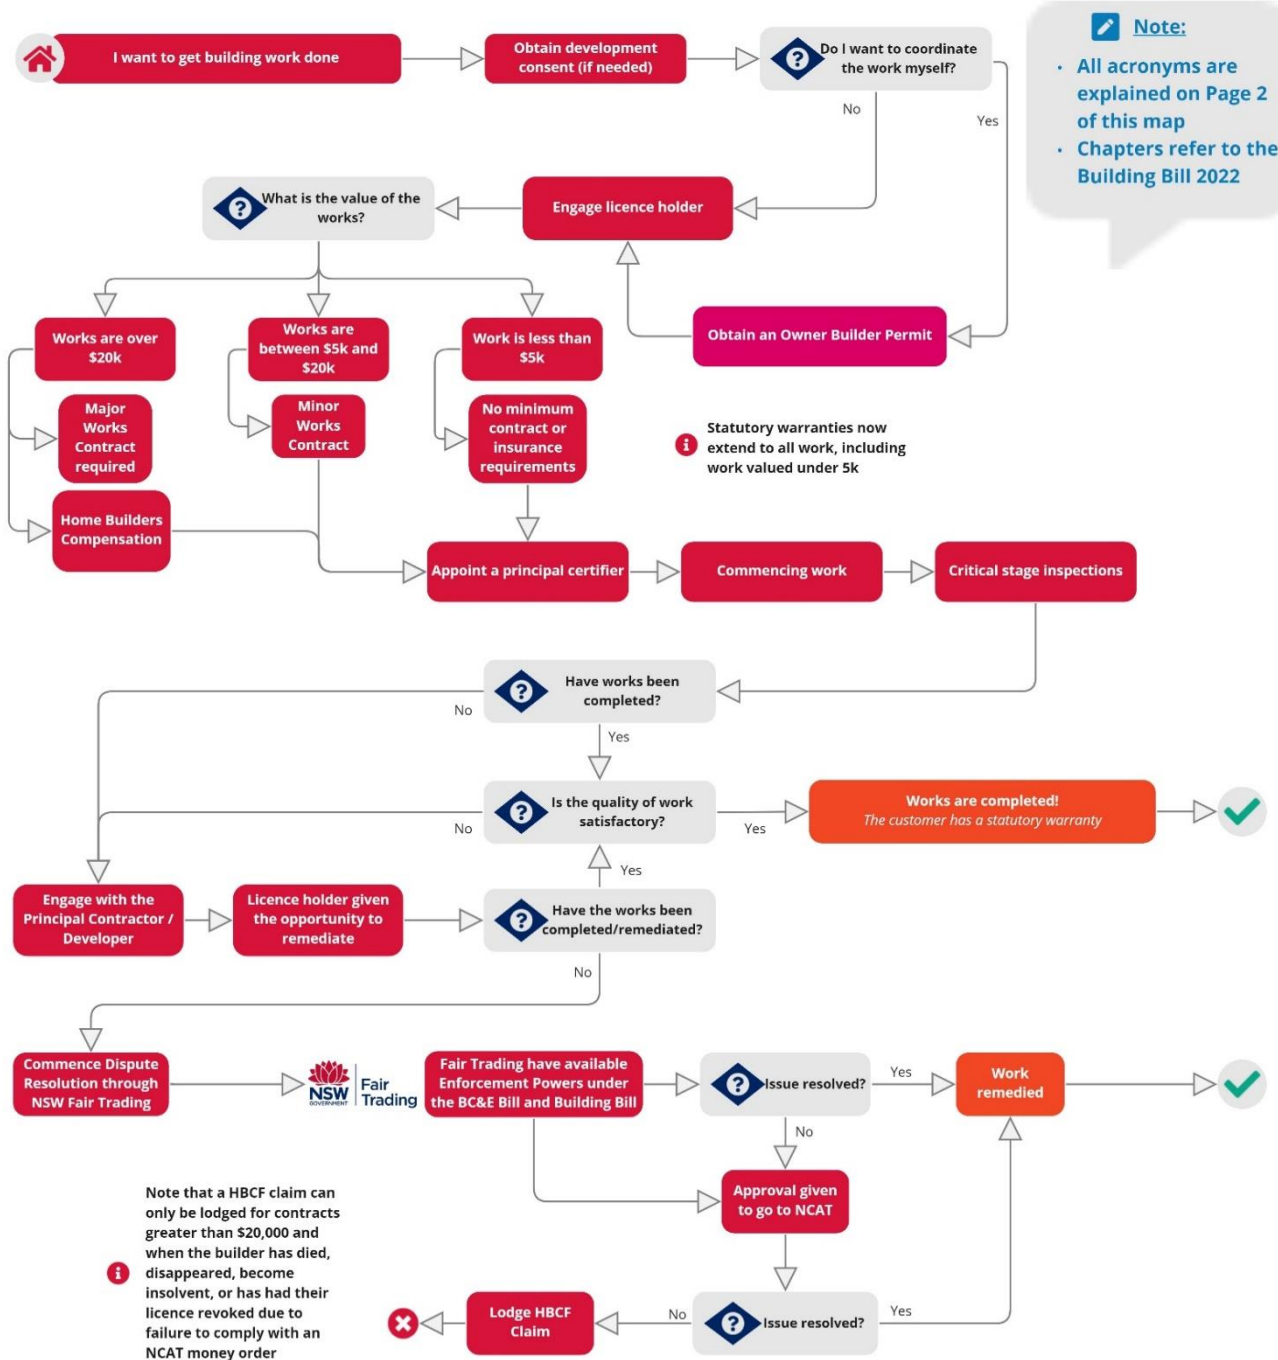 I want to get building work done
Obtain development
consent (if needed)
Do I want to coordinate
the work myself?
Note:
• All acronyms are
explained on Page 2
of this map
• Chapters refer to the
Building Bill 2022
No
Yes
What is the value of the
works?
Engage licence holder
Works are over
$20k
Works are
between $5k and
$20k
Work is less than
$5k
Obtain an Owner Builder Permit
Major
Works
Contract
required
Minor
Works
Contract
No minimum
contract or
insurance
requirements
Statutory warranties now
extend to all work, including
work valued under 5k
Home Builders
Compensation
Appoint a principal certifier
Commencing work
Critical stage inspections
Have works been
completed?
No
Yes
Is the quality of work
satisfactory?
No
Yes
Works are completed!
The customer has a statutory warranty
Yes
Engage with the
Principal Contractor /
Developer
Licence holder given
the opportunity to
remediate
Have the works been
completed/remediated?
No
Commence Dispute
Resolution through
NSW Fair Trading
NSW
GOVERNMENT
Fair
Trading
Fair Trading have available
Enforcement Powers under
the BC&E Bill and Building Bill
Issue resolved?
Yes
Work
remedied
No
Approval given
to go to NCAT
Note that a HBCF claim can
only be lodged for contracts
greater than $20,000 and
when the builder has died,
disappeared, become
insolvent, or has had their
licence revoked due to
failure to comply with an
NCAT money order
Lodge HBCF
Claim
No
Issue resolved?
Yes